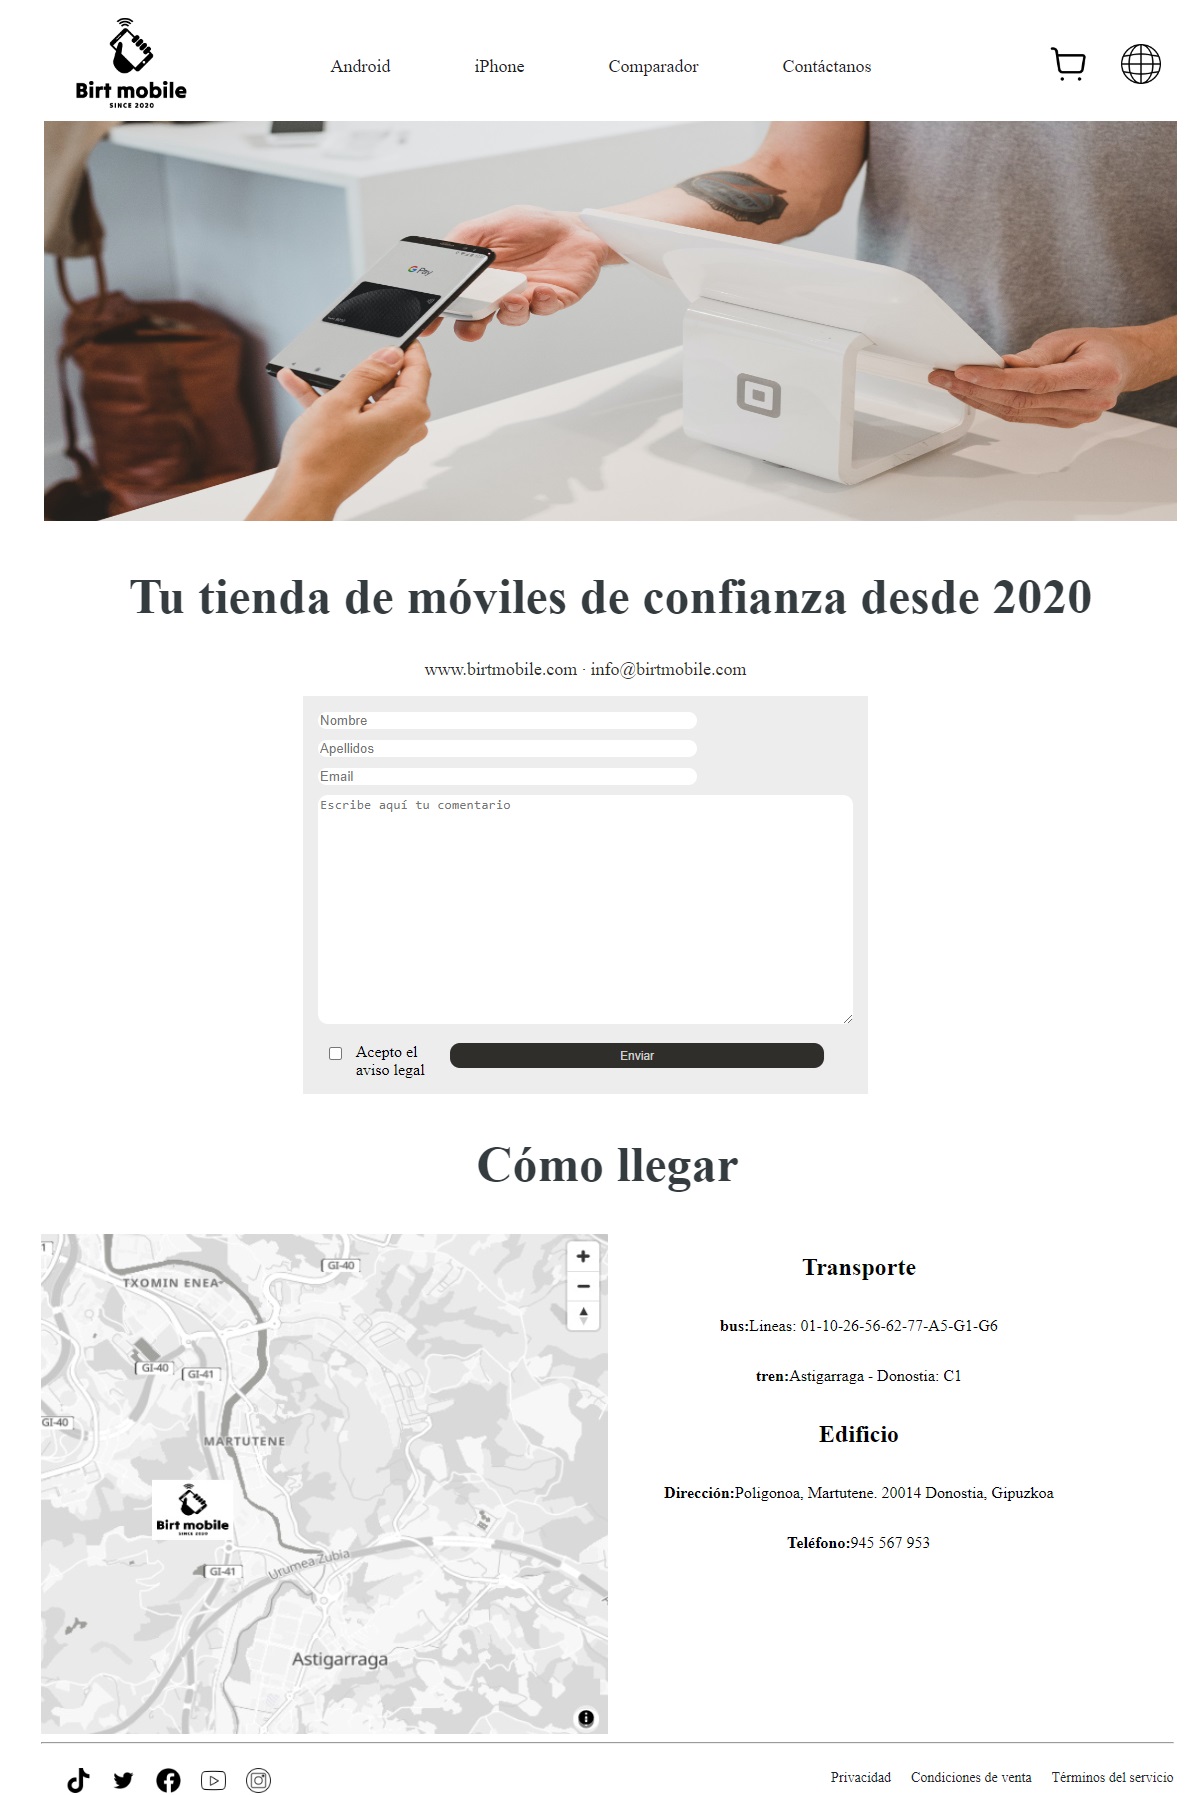 Birt mobile
SINCE 2020
Android
iPhone
Comparador
Contáctanos
G Pay
Tu tienda de móviles de confianza desde 2020
www.birtmobile.com · info@birtmobile.com
Nombre
Apellidos
Email
Escribe aquí tu comentario
Acepto el
aviso legal
Enviar
Cómo llegar
1
GI-40
TXOMIN ENEA
GI-40
GI-41
GI-40
MARTUTENE
Birt mobile
SINCE 2020
GI-41
Urumea Zubia
Astigarraga
Transporte
bus:Líneas: 01-10-26-56-62-77-A5-G1-G6
tren:Astigarraga - Donostia: C1
Edificio
Dirección:Poligonoa, Martutene. 20014 Donostia, Gipuzkoa
Teléfono:945 567 953
Privacidad
Condiciones de venta
Términos del servicio